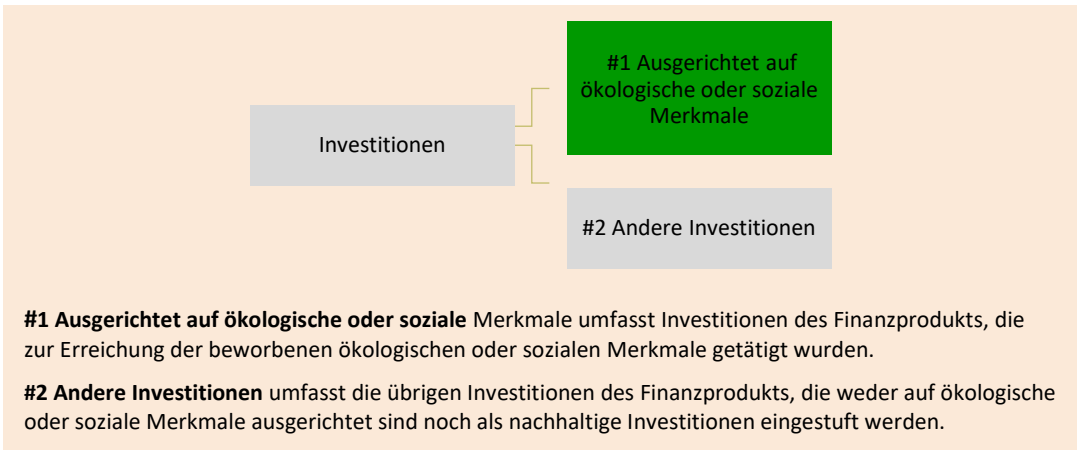 #1 Ausgerichtet auf
ökologische oder soziale
Merkmale
Investitionen
#2 Andere Investitionen
#1 Ausgerichtet auf ökologische oder soziale Merkmale umfasst Investitionen des Finanzprodukts, die
zur Erreichung der beworbenen ökologischen oder sozialen Merkmale getätigt wurden.
#2 Andere Investitionen umfasst die übrigen Investitionen des Finanzprodukts, die weder auf ökologische
oder soziale Merkmale ausgerichtet sind noch als nachhaltige Investitionen eingestuft werden.